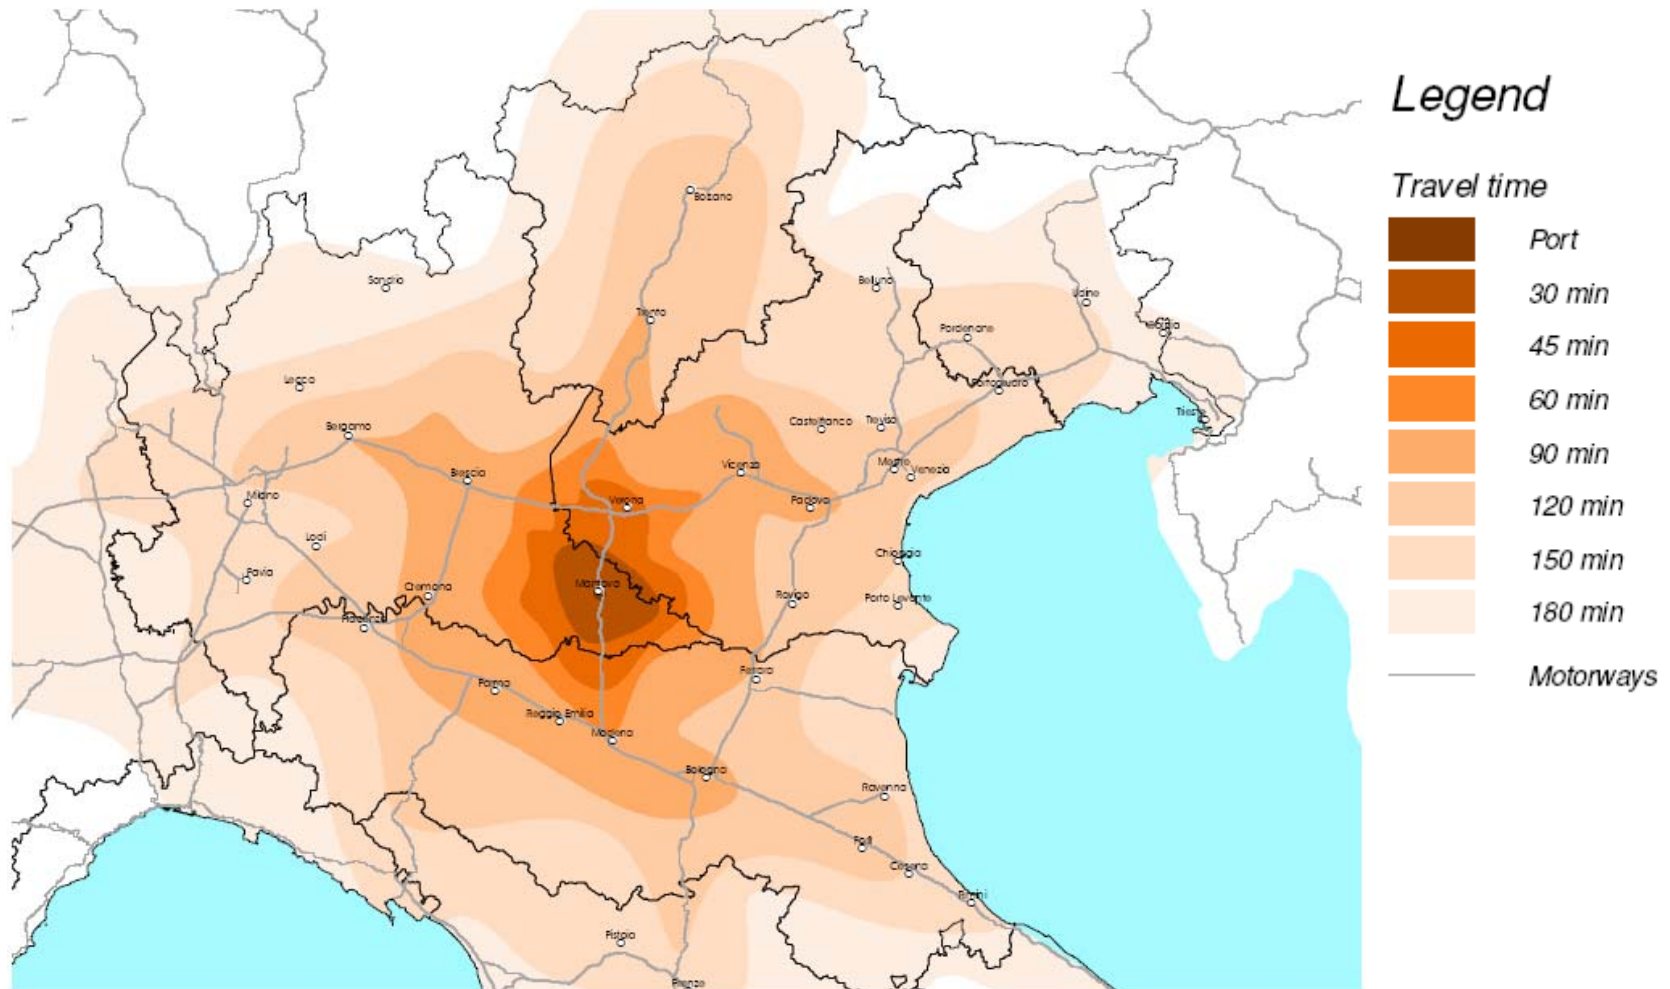 Legend
Travel time
Port
30 min
45 min
60 min
90 min
120 min
150 min
180 min
Motorways
Bolzano
Sondrio
Belluno
Trento
Udine
Pordenone
Gorizia
Lecco
Portogruaro
Trieste
Bergamo
Castelfranco
Treviso
Brescia
Vicenza
Mestre
Venezia
Milano
Verona
Padova
Lodi
Chioggia
Pavia
Mantova
Cremona
Rovigo
Porto Levante
Piacenza
Ferrara
Parma
Reggio Emilia
Modena
Bologna
Ravenna
Forlì
Cesena
Rimini
Pistoia
Firenze